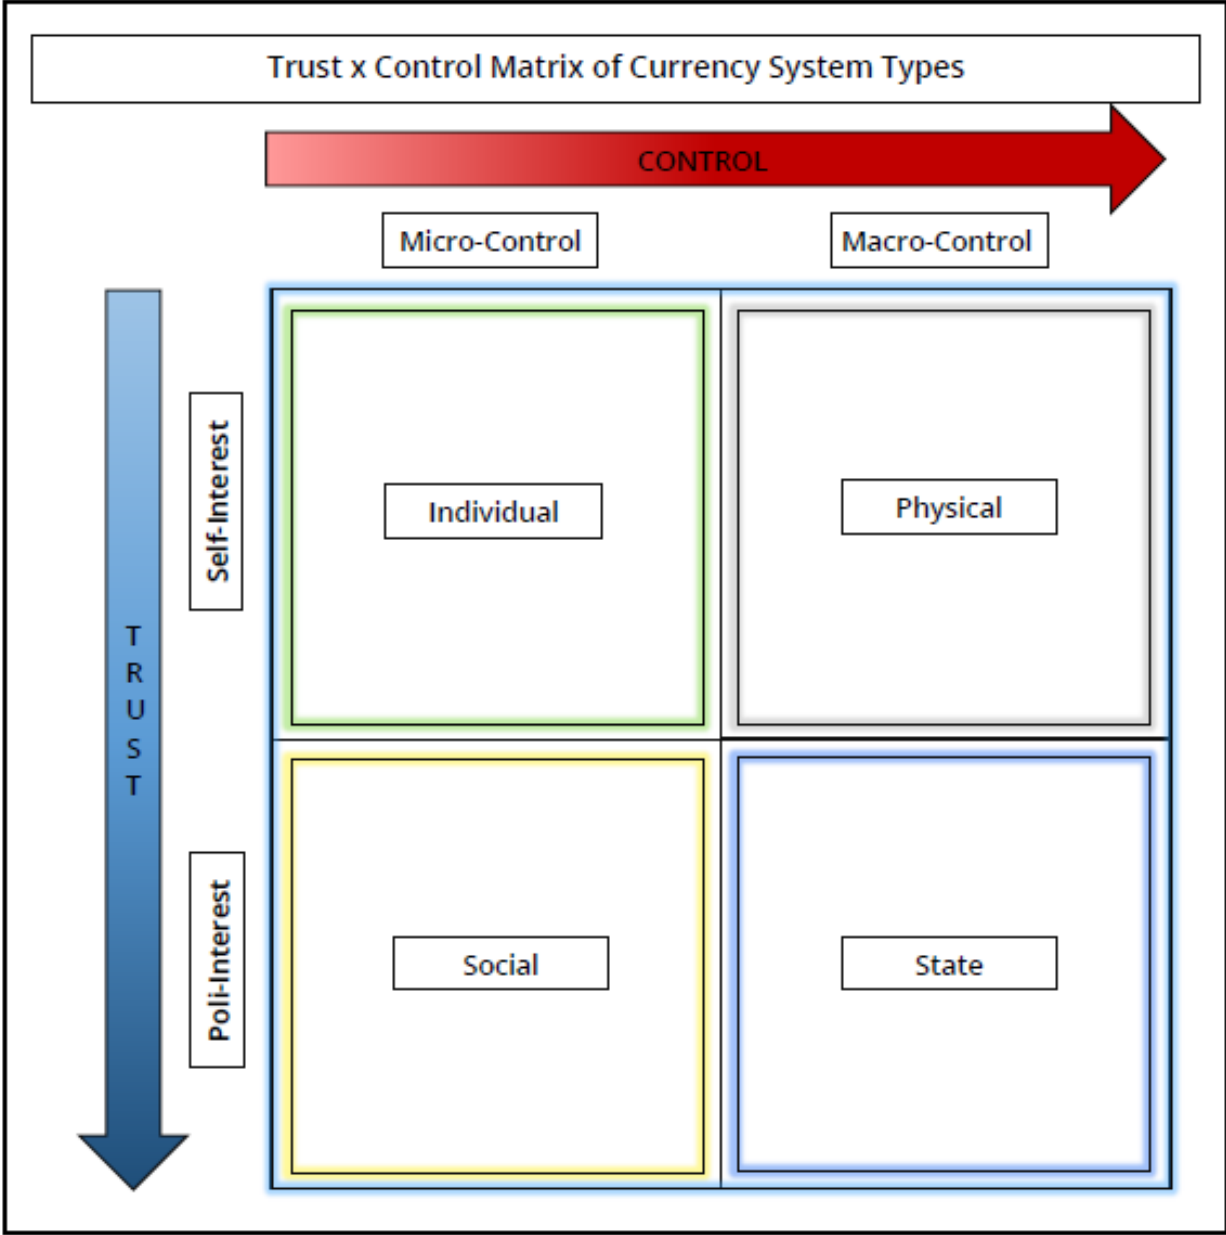 Trust x Control Matrix of Currency System Types
CONTROL
Micro-Control
Macro-Control
TRUST
Self-Interest
Individual
Physical
Poli-Interest
Social
State